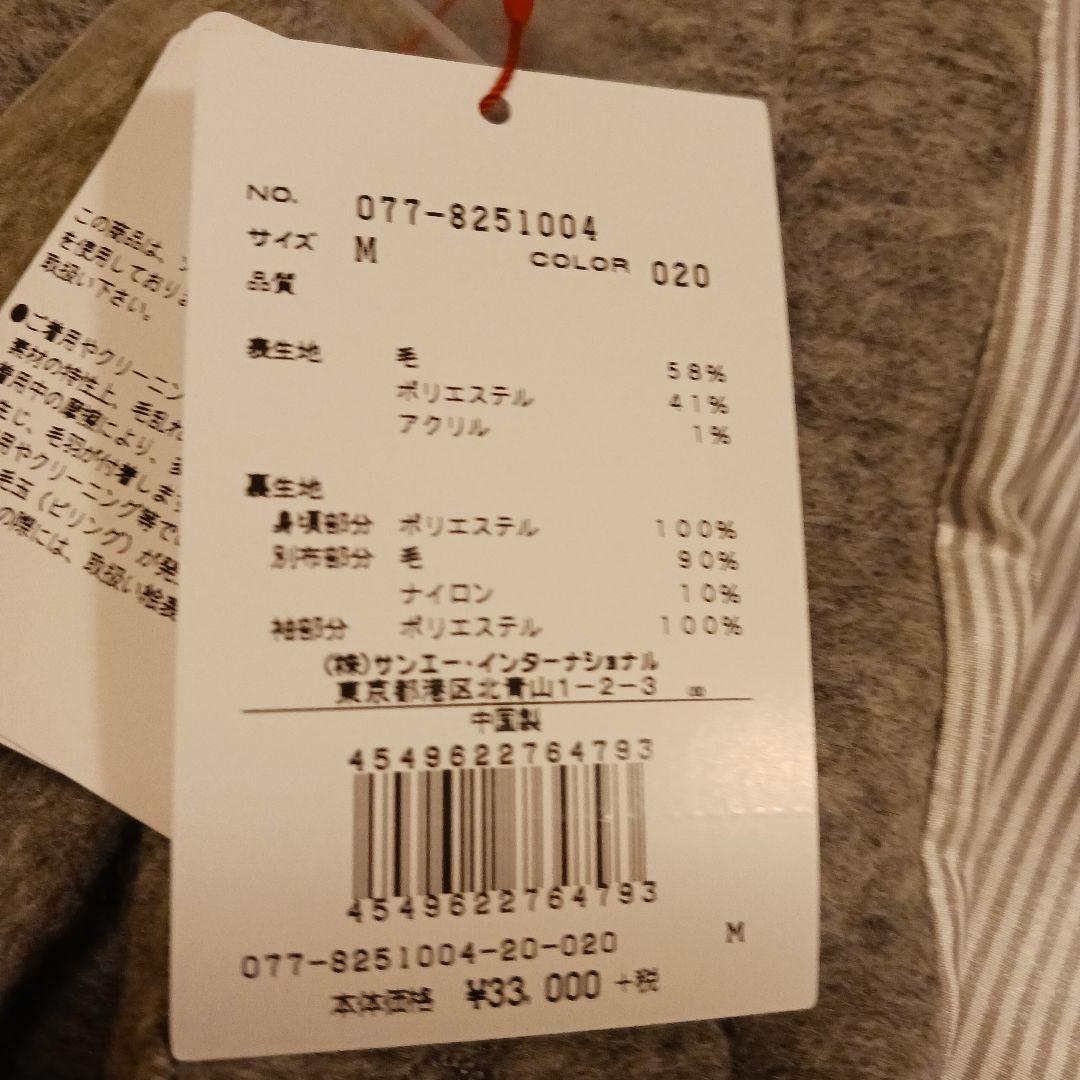 NO. 077-8251004
サイズ M COLOR 020
品質
表生地 毛 58%
ポリエステル 41%
アクリル 1%
裏生地
身頃部分 ポリエステル 100%
別布部分 毛 90%
ナイロン 10%
袖部分 ポリエステル 100%
(株)サンエー・インターナショナル
東京都港区北青山1-2-3
中国製
4549622764793
4549622764793
077-8251004-20-020 M
本体価格 ¥33,000 +税
この商品は、
を使用しており
取扱い下さい。
●ご着用やクリーニン
素材の特性上、毛乱れ
着用中の摩擦により、
生じ、毛羽が付着しま
用やクリーニング等で
毛玉(ピリング)が発
の際には、取扱い絵表